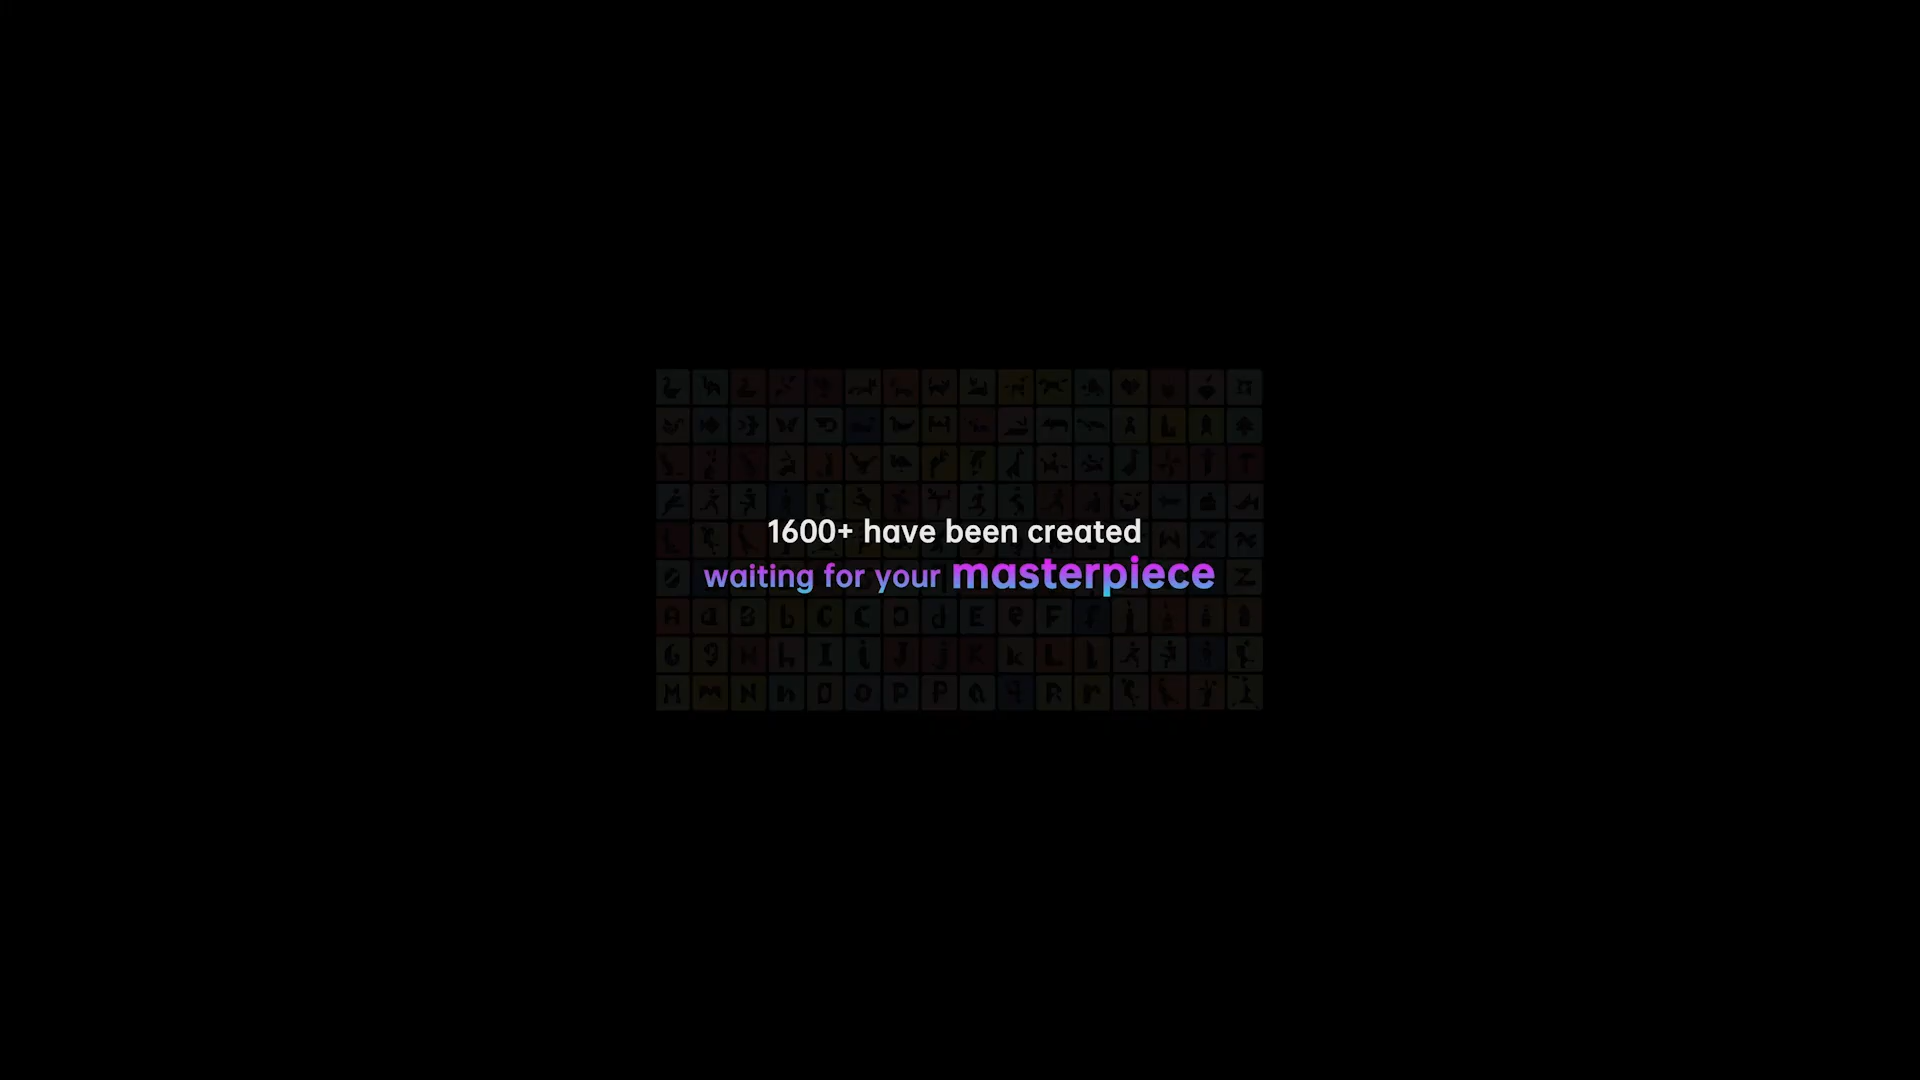 1600+ have been created
waiting for your masterpiece
A a B b C C D d E e F f
G g H h I i J j K k L l
M m N n O o P P Q q R r